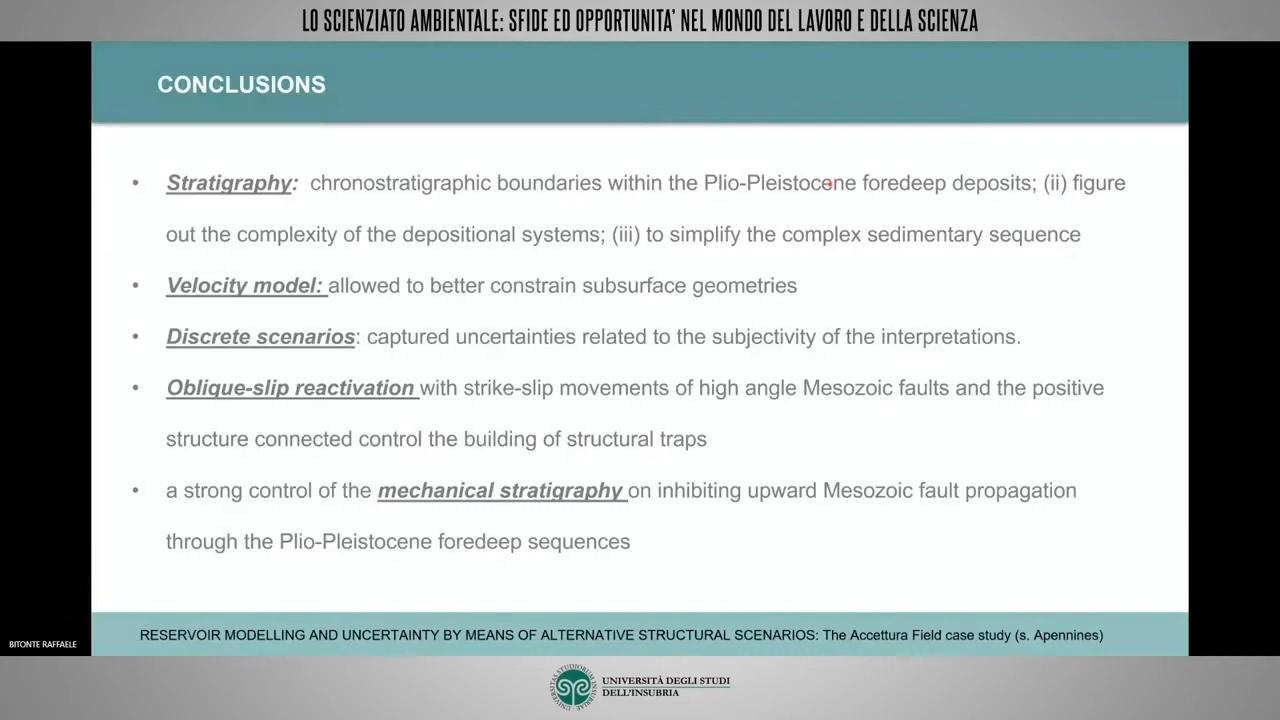 LO SCIENZIATO AMBIENTALE: SFIDE ED OPPORTUNITA' NEL MONDO DEL LAVORO E DELLA SCIENZA
CONCLUSIONS
• Stratigraphy: chronostratigraphic boundaries within the Plio-Pleistocene foredeep deposits; (ii) figure
out the complexity of the depositional systems; (iii) to simplify the complex sedimentary sequence
• Velocity model: allowed to better constrain subsurface geometries
• Discrete scenarios: captured uncertainties related to the subjectivity of the interpretations.
• Oblique-slip reactivation with strike-slip movements of high angle Mesozoic faults and the positive
structure connected control the building of structural traps
• a strong control of the mechanical stratigraphy on inhibiting upward Mesozoic fault propagation
through the Plio-Pleistocene foredeep sequences
RESERVOIR MODELLING AND UNCERTAINTY BY MEANS OF ALTERNATIVE STRUCTURAL SCENARIOS: The Accettura Field case study (s. Apennines)
BITONTE RAFFAELE
UNIVERSITÀ DEGLI STUDI
DELL'INSUBRIA